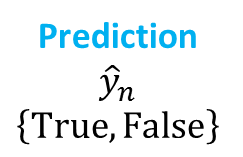 Prediction
ŷₙ
{True, False}